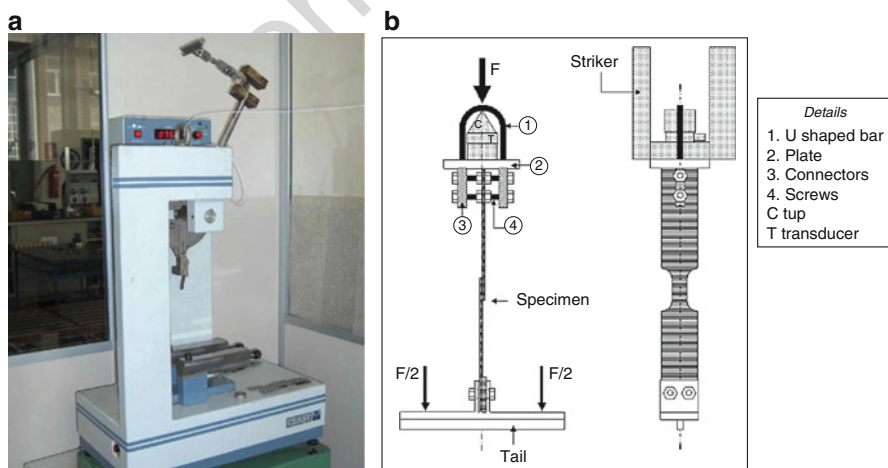 a
b
F
Striker
C
1
T
2
3
4
Specimen
F/2
F/2
Tail
Details
1. U shaped bar
2. Plate
3. Connectors
4. Screws
C tup
T transducer